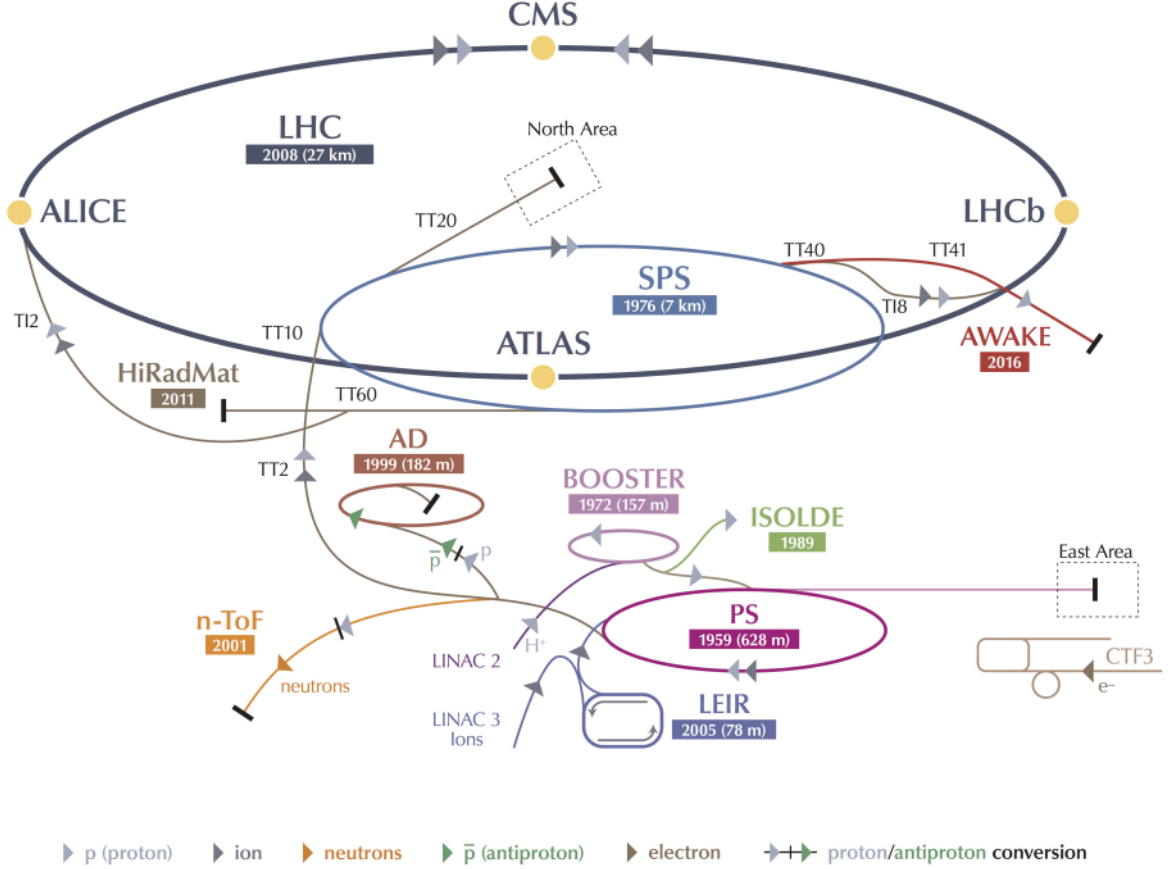 CMS
LHC
2008 (27 km)
North Area
ALICE
LHCb
TT20
TT40
TT41
SPS
1976 (7 km)
TI2
TT10
TI8
ATLAS
AWAKE
2016
HiRadMat
2011
TT60
AD
1999 (182 m)
TT2
BOOSTER
1972 (157 m)
ISOLDE
1989
p̅
p
East Area
n-ToF
2001
PS
1959 (628 m)
H⁺
LINAC 2
neutrons
CTF3
e–
LEIR
2005 (78 m)
LINAC 3
Ions
p (proton)
ion
neutrons
p̅ (antiproton)
electron
proton/antiproton conversion